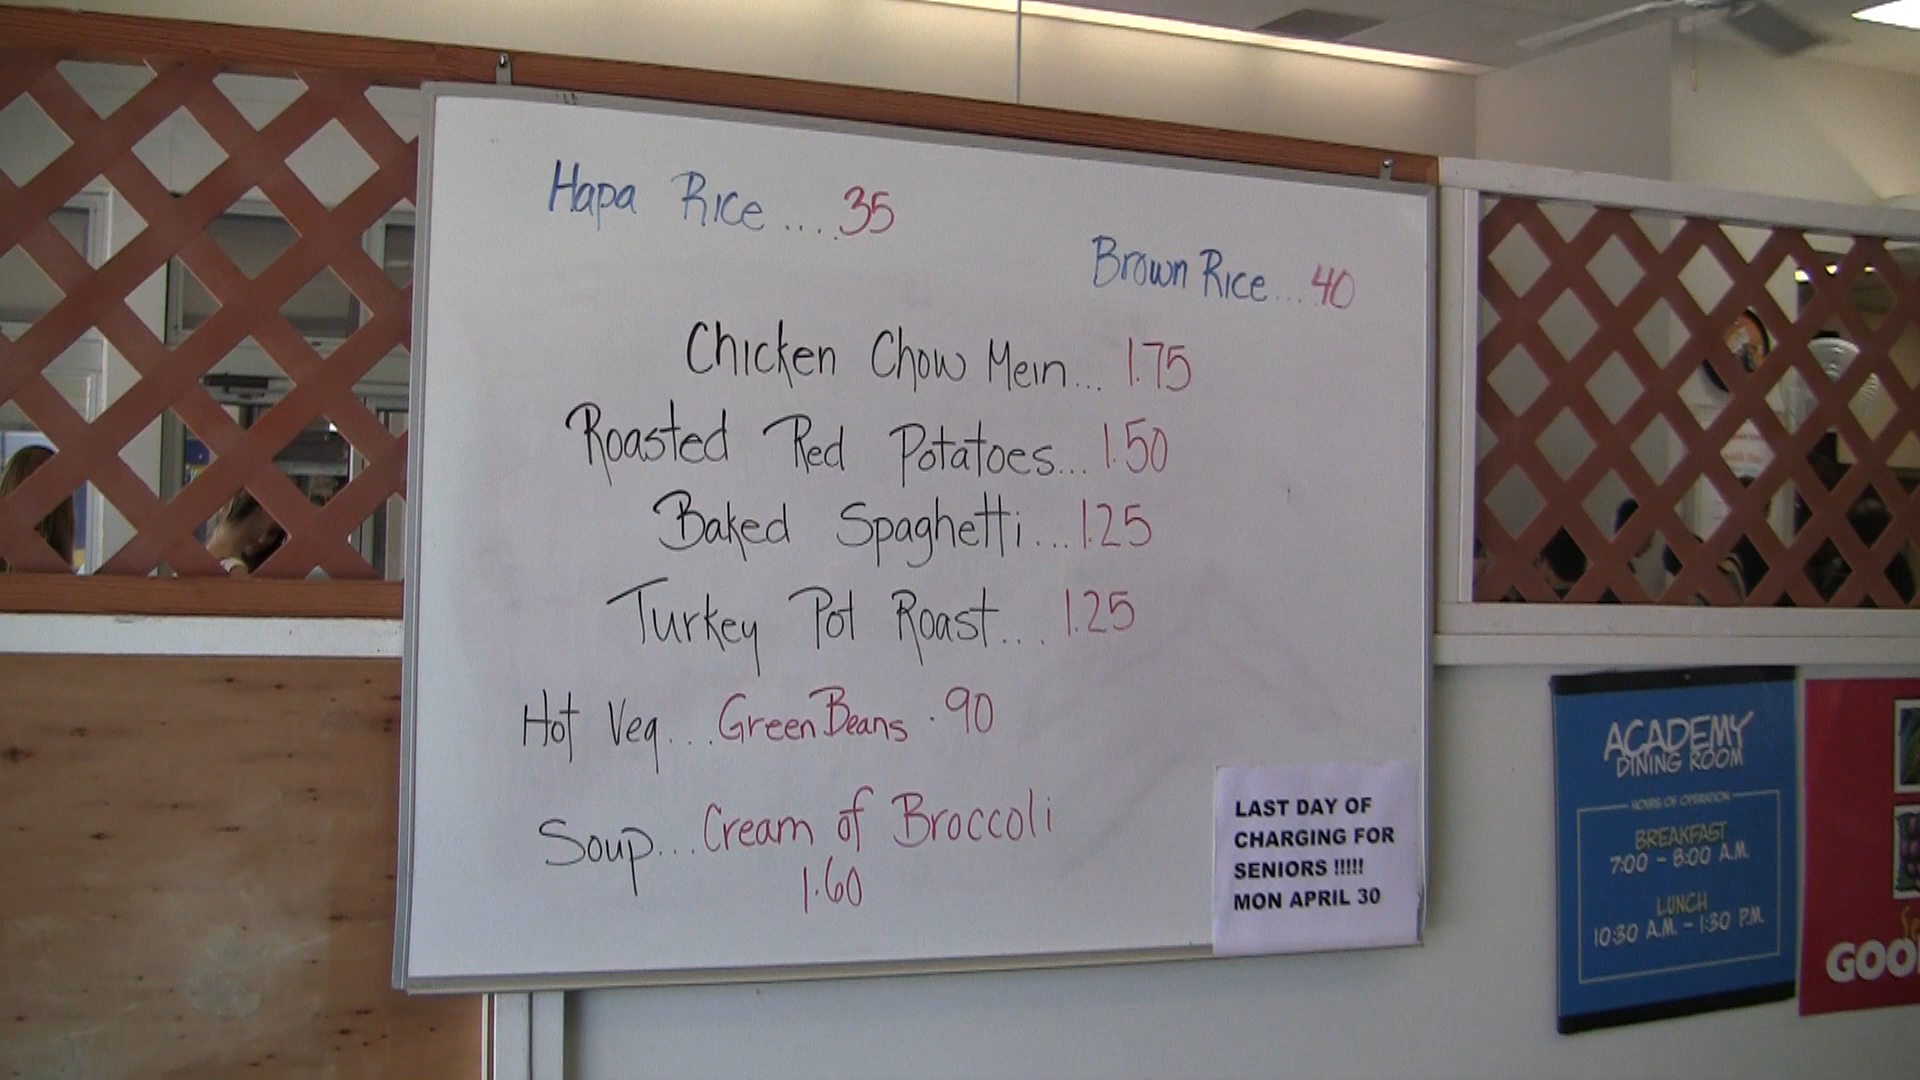 Hapa Rice .... 35
Brown Rice ... 40
Chicken Chow Mein ... 1.75
Roasted Red Potatoes ... 1.50
Baked Spaghetti ... 1.25
Turkey Pot Roast ... 1.25
Hot Veg ... Green Beans .90
Soup ... Cream of Broccoli
1.60
LAST DAY OF
CHARGING FOR
SENIORS !!!!!
MON APRIL 30
ACADEMY
DINING ROOM
HOURS OF OPERATION
BREAKFAST
7:00 - 8:00 A.M.
LUNCH
10:30 A.M. - 1:30 P.M.